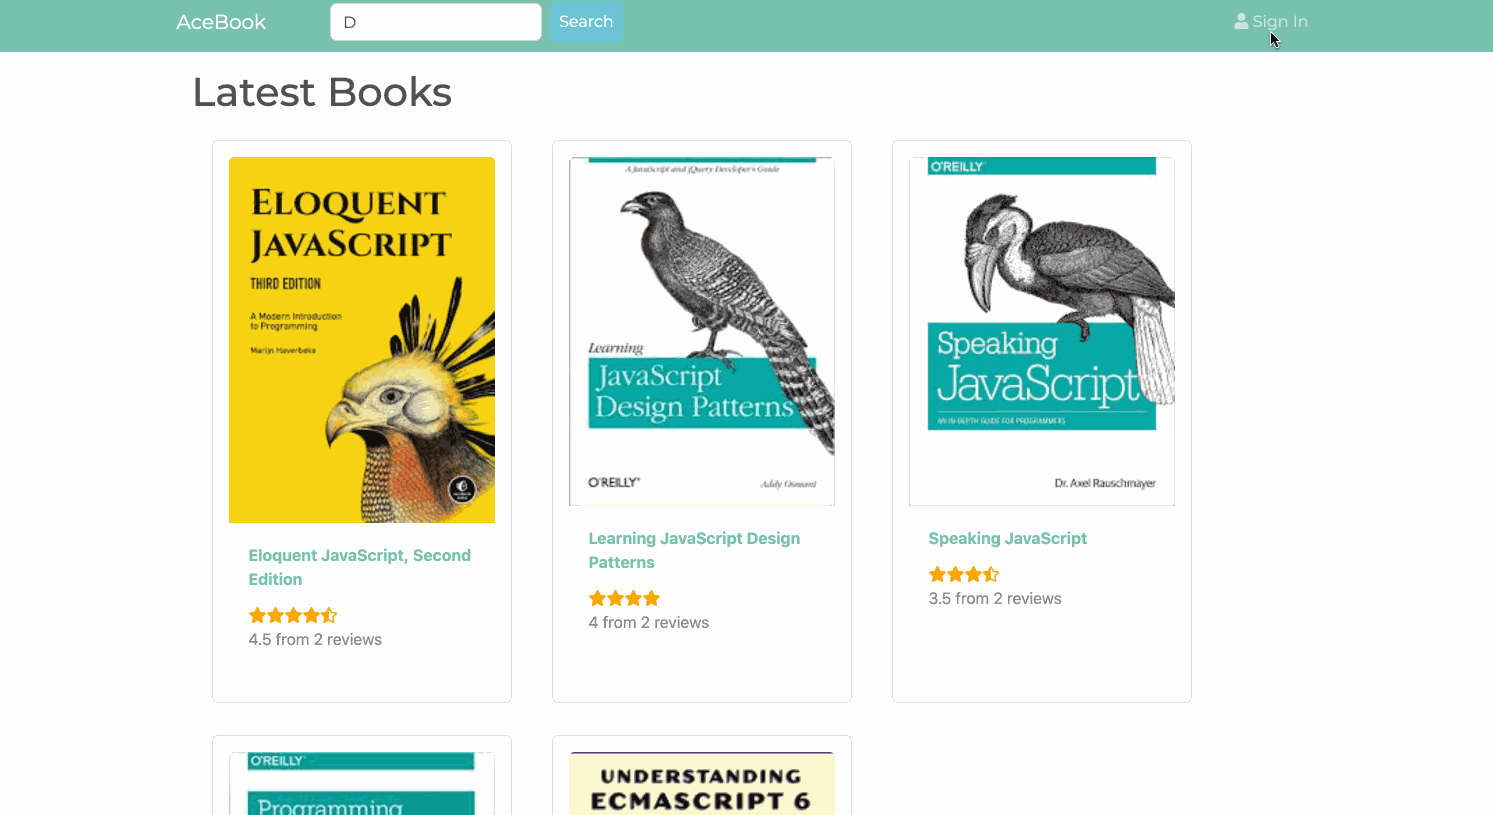 AceBook
D
Search
Sign In
Latest Books
ELOQUENT
JAVASCRIPT
THIRD EDITION
A Modern Introduction
to Programming
Marijn Haverbeke
Eloquent JavaScript, Second
Edition
4.5 from 2 reviews
A JavaScript and jQuery Developer's Guide
Learning
JavaScript
Design Patterns
O'REILLY
Addy Osmani
Learning JavaScript Design
Patterns
4 from 2 reviews
O'REILLY
Speaking
JavaScript
AN IN-DEPTH GUIDE FOR PROGRAMMERS
Dr. Axel Rauschmayer
Speaking JavaScript
3.5 from 2 reviews
O'REILLY
Programming
UNDERSTANDING
ECMASCRIPT 6